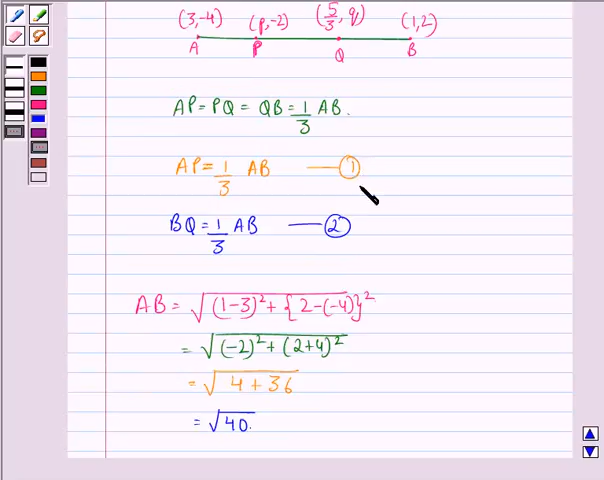 (3,-4) (p,-2) (5/3, q) (1,2)
A P Q B
AP = PQ = QB = 1/3 AB.
AP = 1/3 AB —— ①
BQ = 1/3 AB —— ②
AB = √((1-3)² + {2-(-4)}²)
= √((-2)² + (2+4)²)
= √(4 + 36)
= √40.